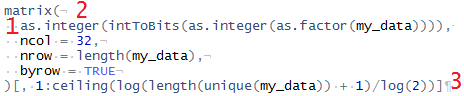 matrix( 2
1 as.integer(intToBits(as.integer(as.factor(my_data)))),
ncol = 32,
nrow = length(my_data),
byrow = TRUE
)[, 1:ceiling(log(length(unique(my_data)) + 1)/log(2))] 3